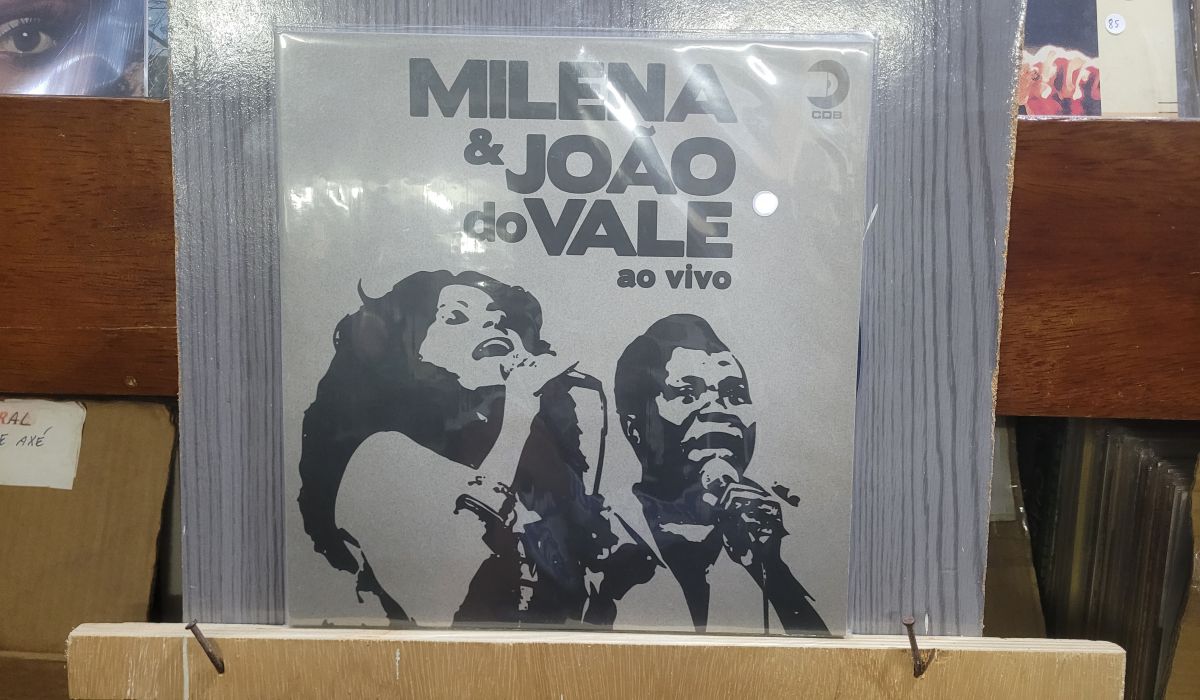 MILENA
& JOÃO
do VALE
ao vivo
CDB
85
RAL
E AXÉ